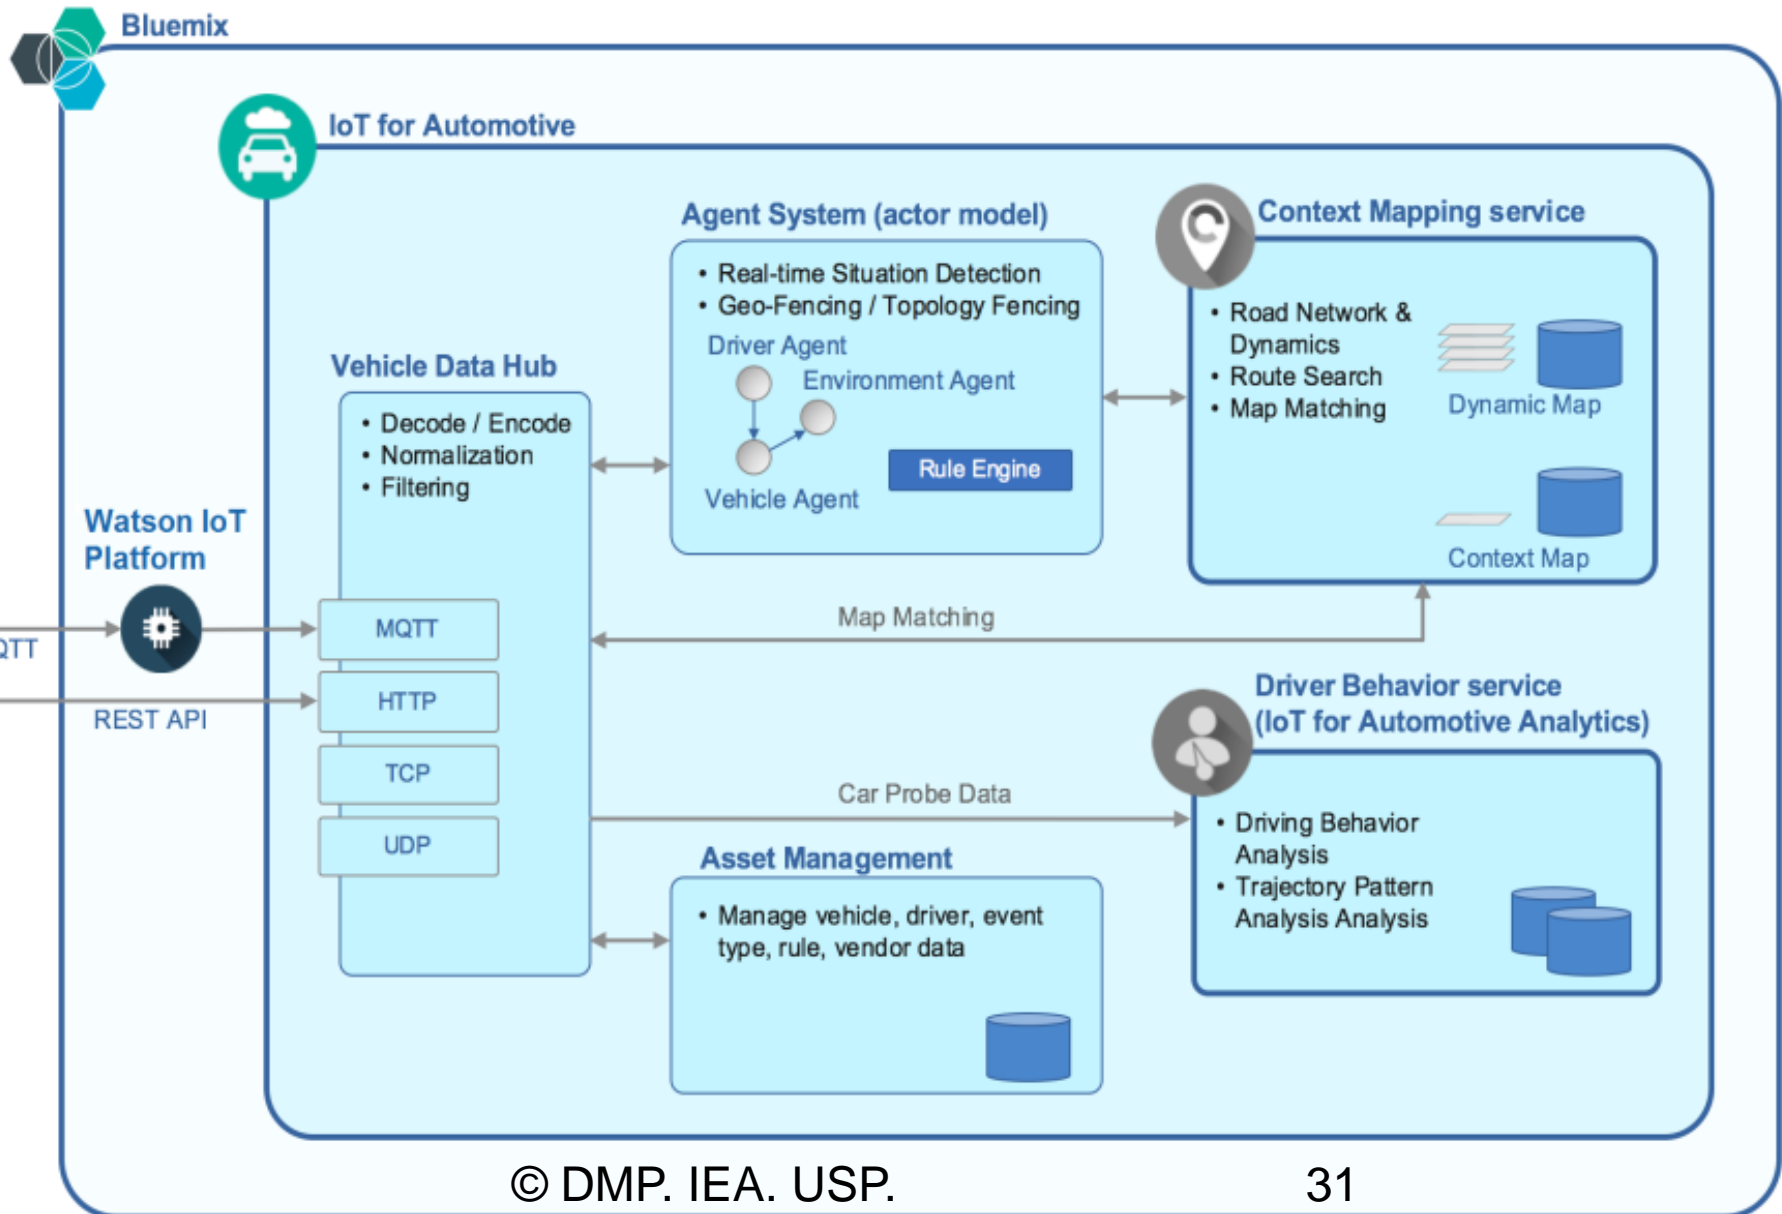 Bluemix
IoT for Automotive
Agent System (actor model)
• Real-time Situation Detection
• Geo-Fencing / Topology Fencing
Driver Agent
Environment Agent
Rule Engine
Vehicle Agent
Context Mapping service
• Road Network &
Dynamics
• Route Search
• Map Matching
Dynamic Map
Context Map
Vehicle Data Hub
• Decode / Encode
• Normalization
• Filtering
Watson IoT
Platform
MQTT
HTTP
TCP
UDP
QTT
REST API
Map Matching
Car Probe Data
Driver Behavior service
(IoT for Automotive Analytics)
• Driving Behavior
Analysis
• Trajectory Pattern
Analysis Analysis
Asset Management
• Manage vehicle, driver, event
type, rule, vendor data
© DMP. IEA. USP.
31